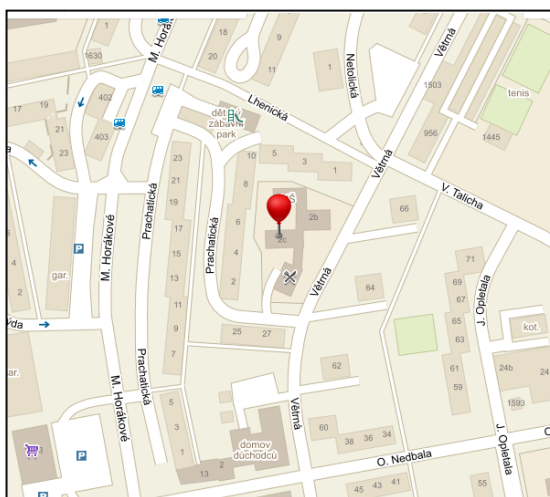 1630
M. Horákové
18
20
9
11
1
Netolická
Větrná
1503
tenis
17
19
402
403
21
23
dětský
zábavní
park
Lhenická
956
1445
23
21
19
17
15
13
11
9
7
10
8
6
4
2
5
3
1
2b
2c
66
V. Talicha
Větrná
Prachatická
Prachatická
M. Horákové
P
gar.
71
69
67
65
63
61
59
J. Opletala
kot.
64
Větrná
25
27
62
24b
24
1593
Prachatická
5
3
1
M. Horákové
P
P
domov
důchodců
13
2
Větrná
60
38
36
34
O. Nedbala
J. Opletala
45
43
41
55